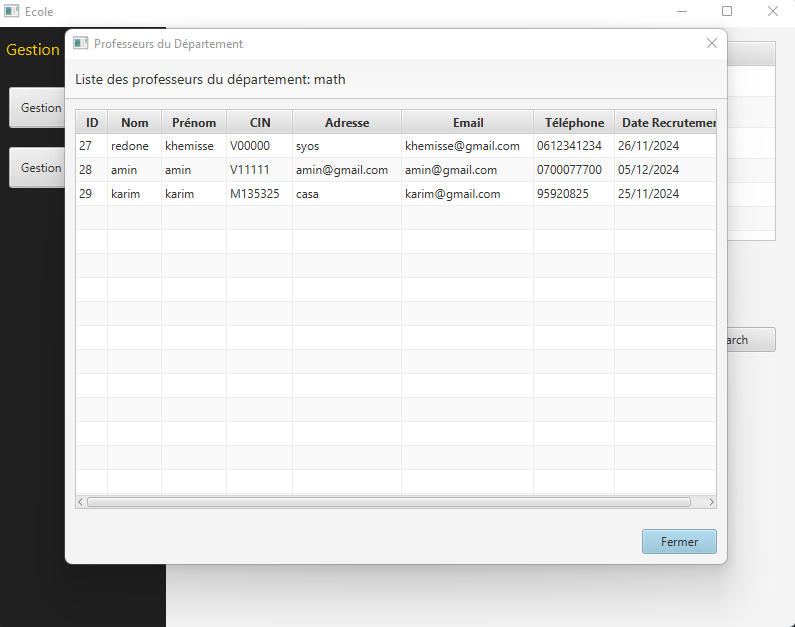 Ecole
Gestion
Professeurs du Département
Liste des professeurs du département: math
Gestion
Gestion
ID Nom Prénom CIN Adresse Email Téléphone Date Recrutemer
27 redone khemisse V00000 syos khemisse@gmail.com 0612341234 26/11/2024
28 amin amin V11111 amin@gmail.com amin@gmail.com 0700077700 05/12/2024
29 karim karim M135325 casa karim@gmail.com 95920825 25/11/2024
arch
Fermer